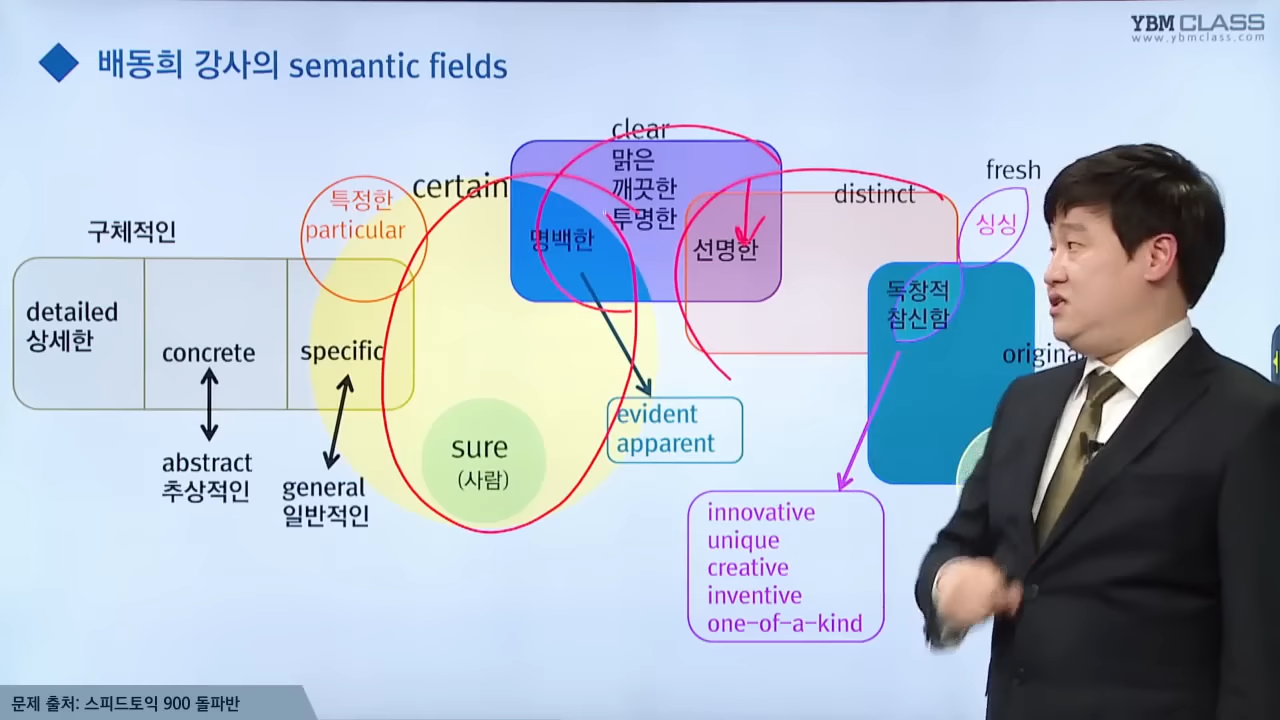 YBM CLASS
www.ybmclass.com
배동희 강사의 semantic fields
구체적인
detailed
상세한
concrete
specific
abstract
추상적인
general
일반적인
특정한
particular
certain
sure
(사람)
clear
맑은
깨끗한
투명한
명백한
선명한
evident
apparent
distinct
fresh
싱싱
독창적
참신함
origina
innovative
unique
creative
inventive
one-of-a-kind
문제 출처: 스피드토익 900 돌파반